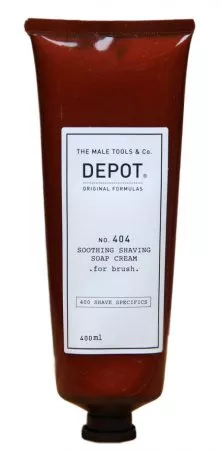 THE MALE TOOLS & Co.
DEPOT®
ORIGINAL FORMULAS
NO. 404
SOOTHING SHAVING
SOAP CREAM
.for brush.
400 SHAVE SPECIFICS
400ml